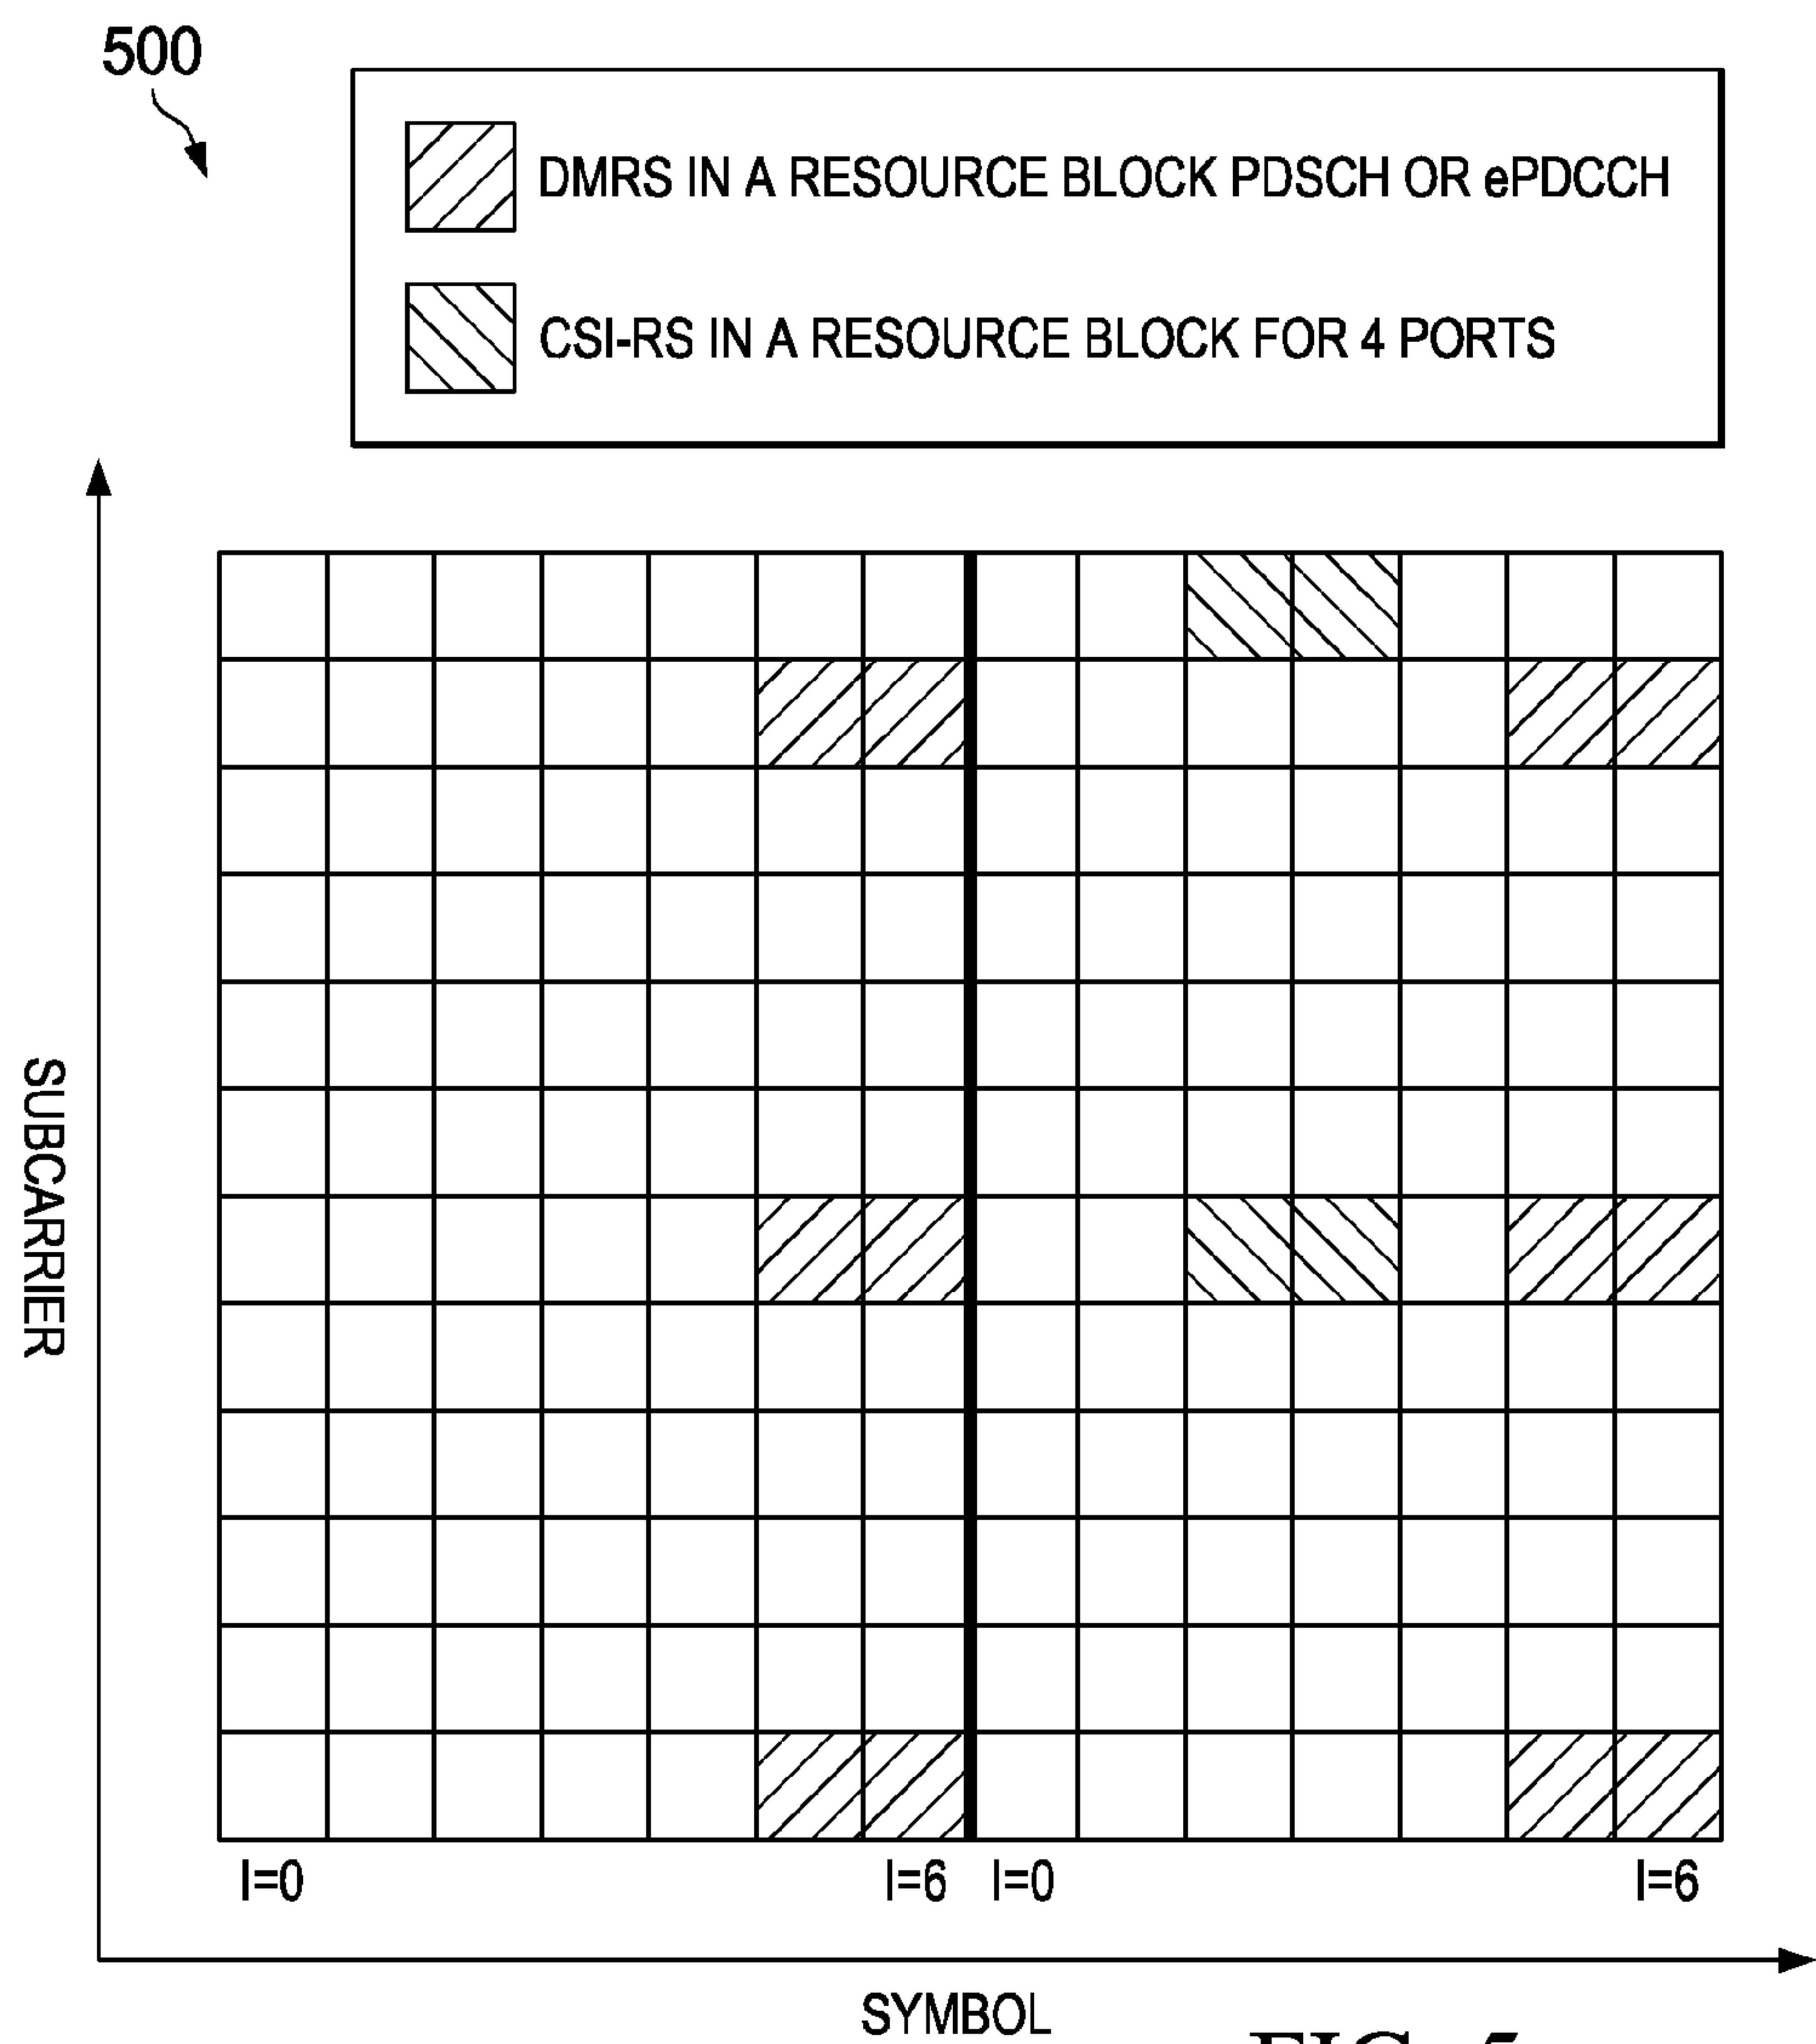 500
DMRS IN A RESOURCE BLOCK PDSCH OR ePDCCH
CSI-RS IN A RESOURCE BLOCK FOR 4 PORTS
SUBCARRIER
l=0 l=6 l=0 l=6
SYMBOL